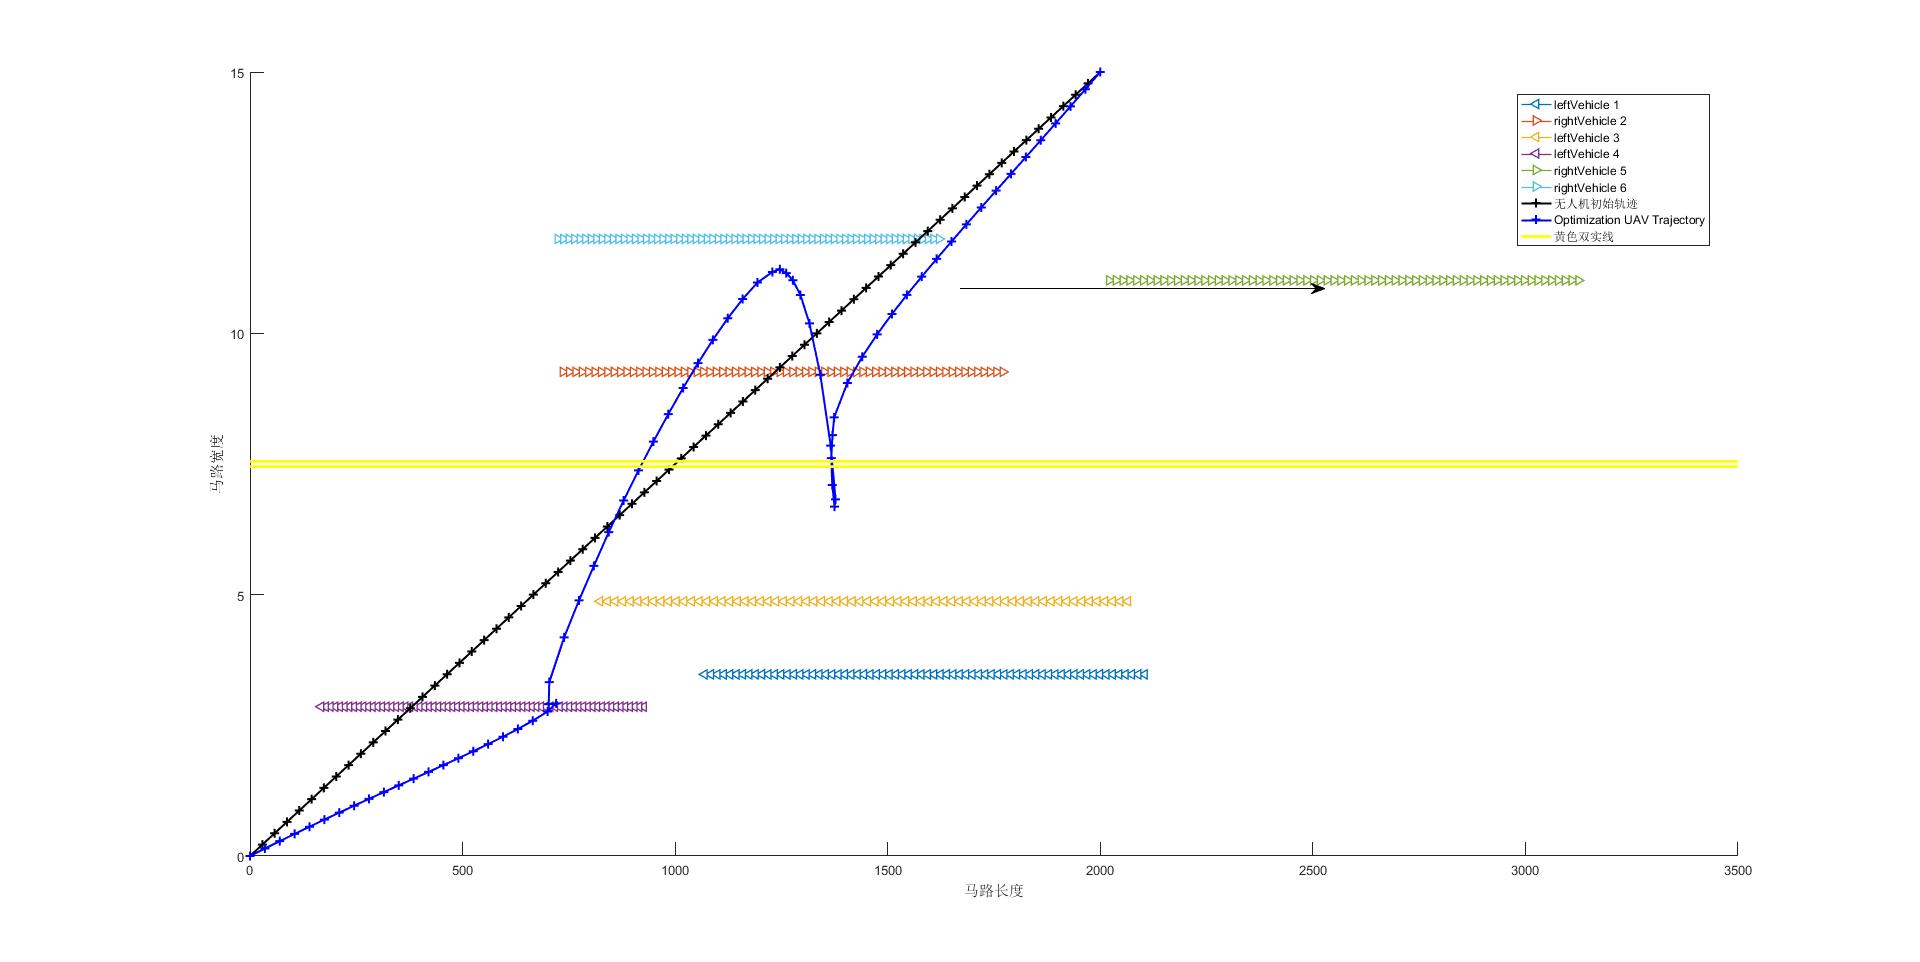 15
10
5
0
0
500
1000
1500
2000
2500
3000
3500
马路宽度
马路长度
leftVehicle 1
rightVehicle 2
leftVehicle 3
leftVehicle 4
rightVehicle 5
rightVehicle 6
无人机初始轨迹
Optimization UAV Trajectory
黄色双实线